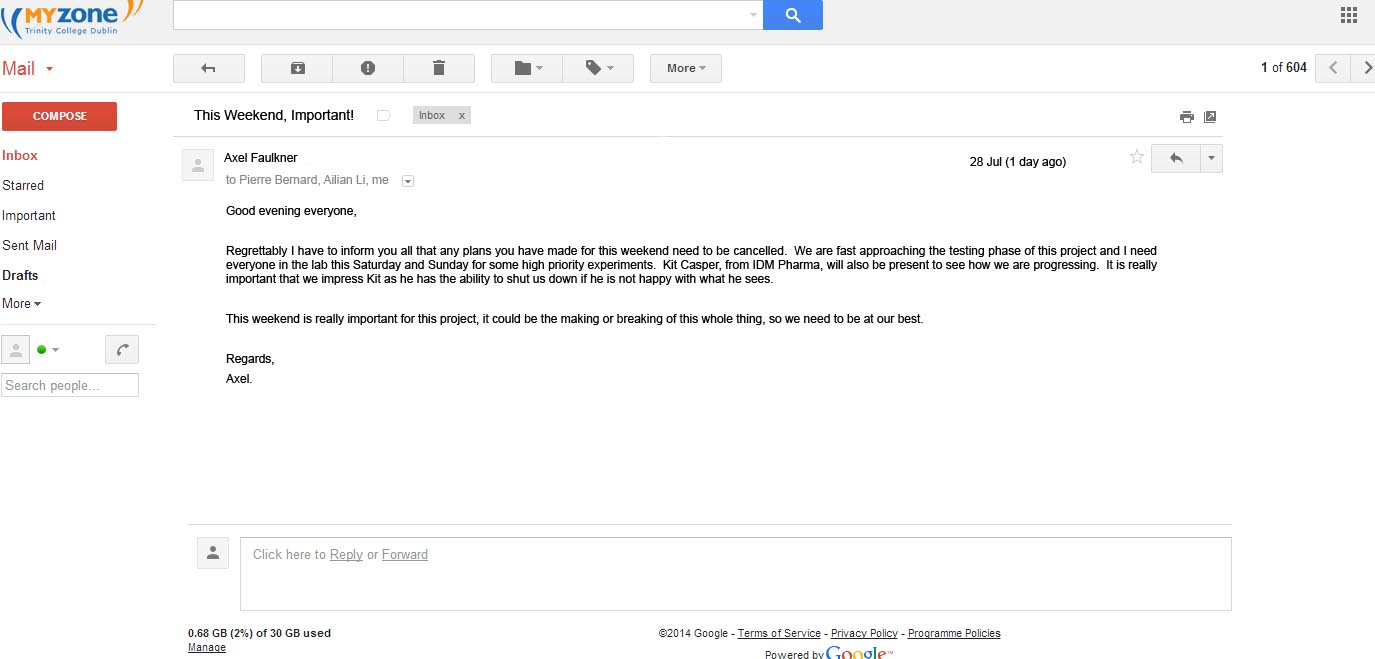 MYZONE
Trinity College Dublin
Mail
More
1 of 604
COMPOSE
This Weekend, Important!
Inbox x
Inbox
Starred
Important
Sent Mail
Drafts
More
Search people...
Axel Faulkner
28 Jul (1 day ago)
to Pierre Bernard, Ailian Li, me
Good evening everyone,
Regrettably I have to inform you all that any plans you have made for this weekend need to be cancelled.  We are fast approaching the testing phase of this project and I need
everyone in the lab this Saturday and Sunday for some high priority experiments.  Kit Casper, from IDM Pharma, will also be present to see how we are progressing.  It is really
important that we impress Kit as he has the ability to shut us down if he is not happy with what he sees.
This weekend is really important for this project, it could be the making or breaking of this whole thing, so we need to be at our best.
Regards,
Axel.
Click here to Reply or Forward
0.68 GB (2%) of 30 GB used
Manage
©2014 Google - Terms of Service - Privacy Policy - Programme Policies
Powered by Google™